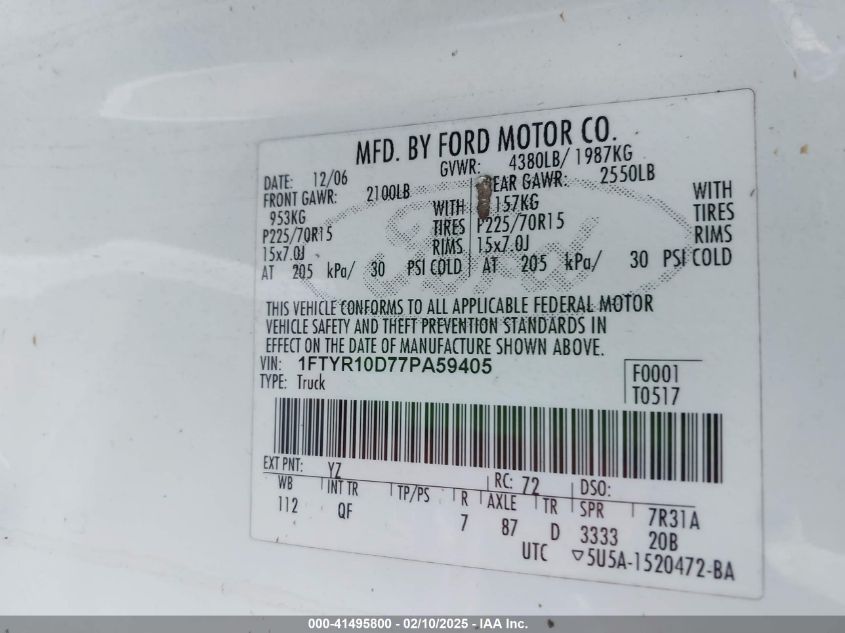 MFD. BY FORD MOTOR CO.
DATE: 12/06 GVWR: 4380LB/ 1987KG
FRONT GAWR: 2100LB REAR GAWR: 2550LB
953KG WITH 157KG WITH
P225/70R15 TIRES P225/70R15 TIRES
15x7.0J RIMS 15x7.0J RIMS
AT 205 kPa/ 30 PSI COLD AT 205 kPa/ 30 PSI COLD
Ford
THIS VEHICLE CONFORMS TO ALL APPLICABLE FEDERAL MOTOR
VEHICLE SAFETY AND THEFT PREVENTION STANDARDS IN
EFFECT ON THE DATE OF MANUFACTURE SHOWN ABOVE.
VIN: 1FTYR10D77PA59405 F0001
TYPE: Truck T0517
EXT PNT: YZ RC: 72 DSO:
WB INT TR TP/PS R AXLE TR SPR 7R31A
112 QF 7 87 D 3333 20B
UTC ▽5U5A-1520472-BA
000-41495800 - 02/10/2025 - IAA Inc.